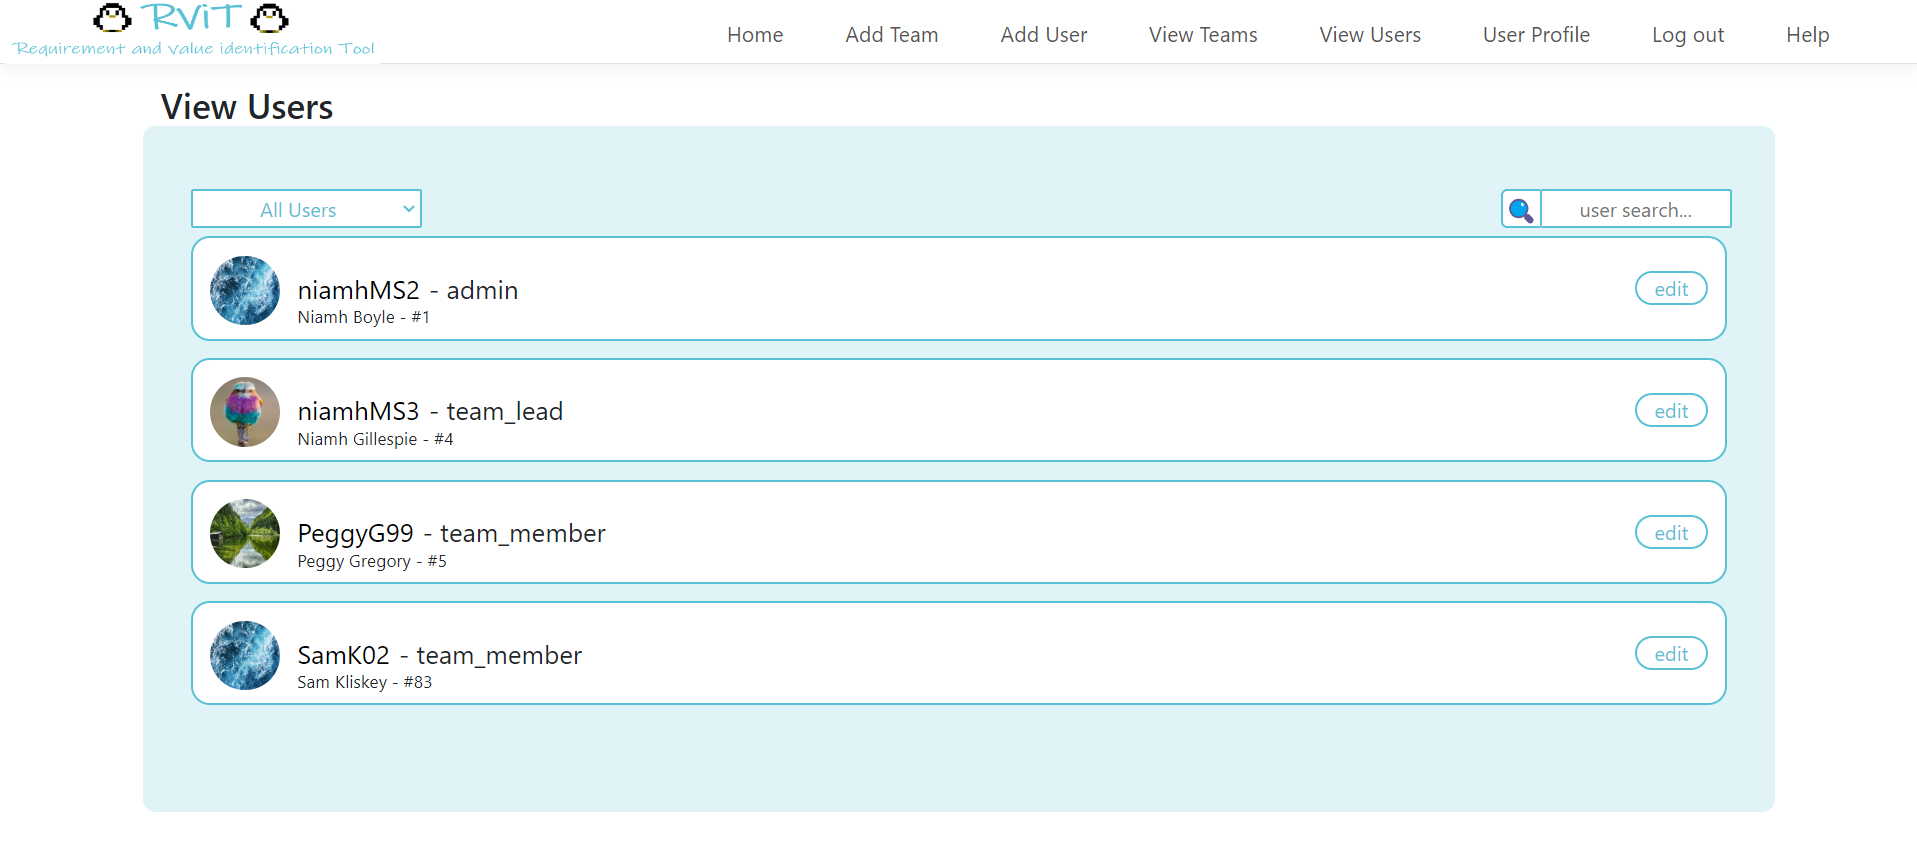 RViT
Requirement and value identification Tool
Home Add Team Add User View Teams View Users User Profile Log out Help
View Users
All Users
user search...
niamhMS2 - admin
Niamh Boyle - #1
edit
niamhMS3 - team_lead
Niamh Gillespie - #4
edit
PeggyG99 - team_member
Peggy Gregory - #5
edit
SamK02 - team_member
Sam Kliskey - #83
edit